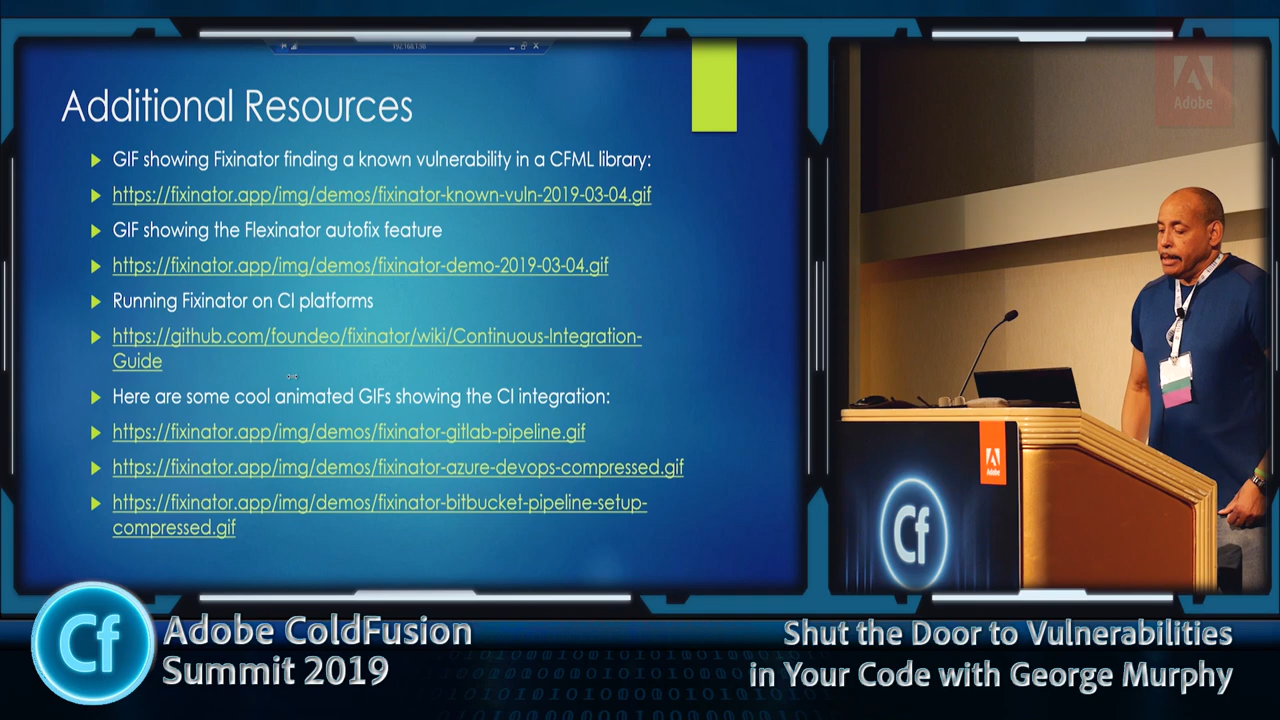 192.168.1.90
Additional Resources
GIF showing Fixinator finding a known vulnerability in a CFML library:
https://fixinator.app/img/demos/fixinator-known-vuln-2019-03-04.gif
GIF showing the Flexinator autofix feature
https://fixinator.app/img/demos/fixinator-demo-2019-03-04.gif
Running Fixinator on CI platforms
https://github.com/foundeo/fixinator/wiki/Continuous-Integration-
Guide
Here are some cool animated GIFs showing the CI integration:
https://fixinator.app/img/demos/fixinator-gitlab-pipeline.gif
https://fixinator.app/img/demos/fixinator-azure-devops-compressed.gif
https://fixinator.app/img/demos/fixinator-bitbucket-pipeline-setup-
compressed.gif
Adobe
Adobe
Cf
Cf
Adobe ColdFusion
Summit 2019
Shut the Door to Vulnerabilities
in Your Code with George Murphy